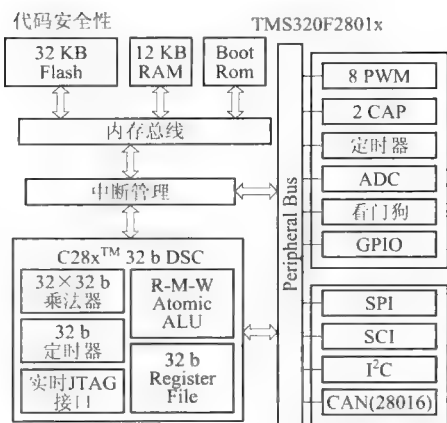 代码安全性
TMS320F2801x
32 KB
Flash
12 KB
RAM
Boot
Rom
内存总线
中断管理
C28x™ 32 b DSC
32×32 b
乘法器
R-M-W
Atomic
ALU
32 b
定时器
32 b
Register
File
实时JTAG
接口
Peripheral Bus
8 PWM
2 CAP
定时器
ADC
看门狗
GPIO
SPI
SCI
I²C
CAN(28016)